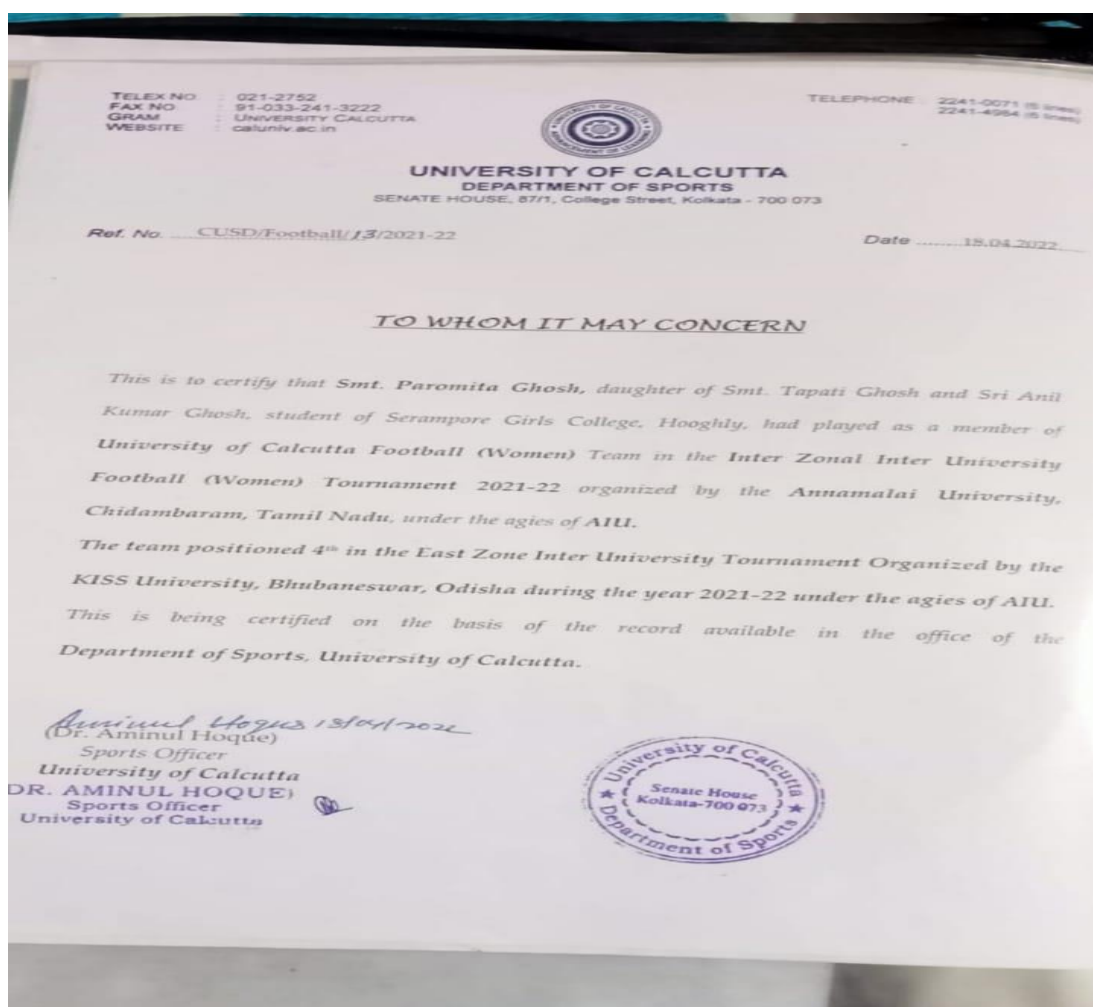 TELEX NO : 021-2752
FAX NO : 91-033-241-3222
GRAM : UNIVERSITY CALCUTTA
WEBSITE : caluniv.ac.in
TELEPHONE : 2241-0071 (5 lines)
2241-4984 (5 lines)
UNIVERSITY OF CALCUTTA
ADVANCEMENT OF LEARNING
UNIVERSITY OF CALCUTTA
DEPARTMENT OF SPORTS
SENATE HOUSE, 87/1, College Street, Kolkata - 700 073
Ref. No. CUSD/Football/13/2021-22
Date 18.04.2022
TO WHOM IT MAY CONCERN
This is to certify that Smt. Paromita Ghosh, daughter of Smt. Tapati Ghosh and Sri Anil
Kumar Ghosh, student of Serampore Girls College, Hooghly, had played as a member of
University of Calcutta Football (Women) Team in the Inter Zonal Inter University
Football (Women) Tournament 2021-22 organized by the Annamalai University,
Chidambaram, Tamil Nadu, under the agies of AIU.
The team positioned 4th in the East Zone Inter University Tournament Organized by the
KISS University, Bhubaneswar, Odisha during the year 2021-22 under the agies of AIU.
This is being certified on the basis of the record available in the office of the
Department of Sports, University of Calcutta.
Aminul Hoque 18/04/2022
(Dr. Aminul Hoque)
Sports Officer
University of Calcutta
DR. AMINUL HOQUE)
Sports Officer
University of Calcutta
University of Calcutta
Senate House
Kolkata-700 073
Department of Sports